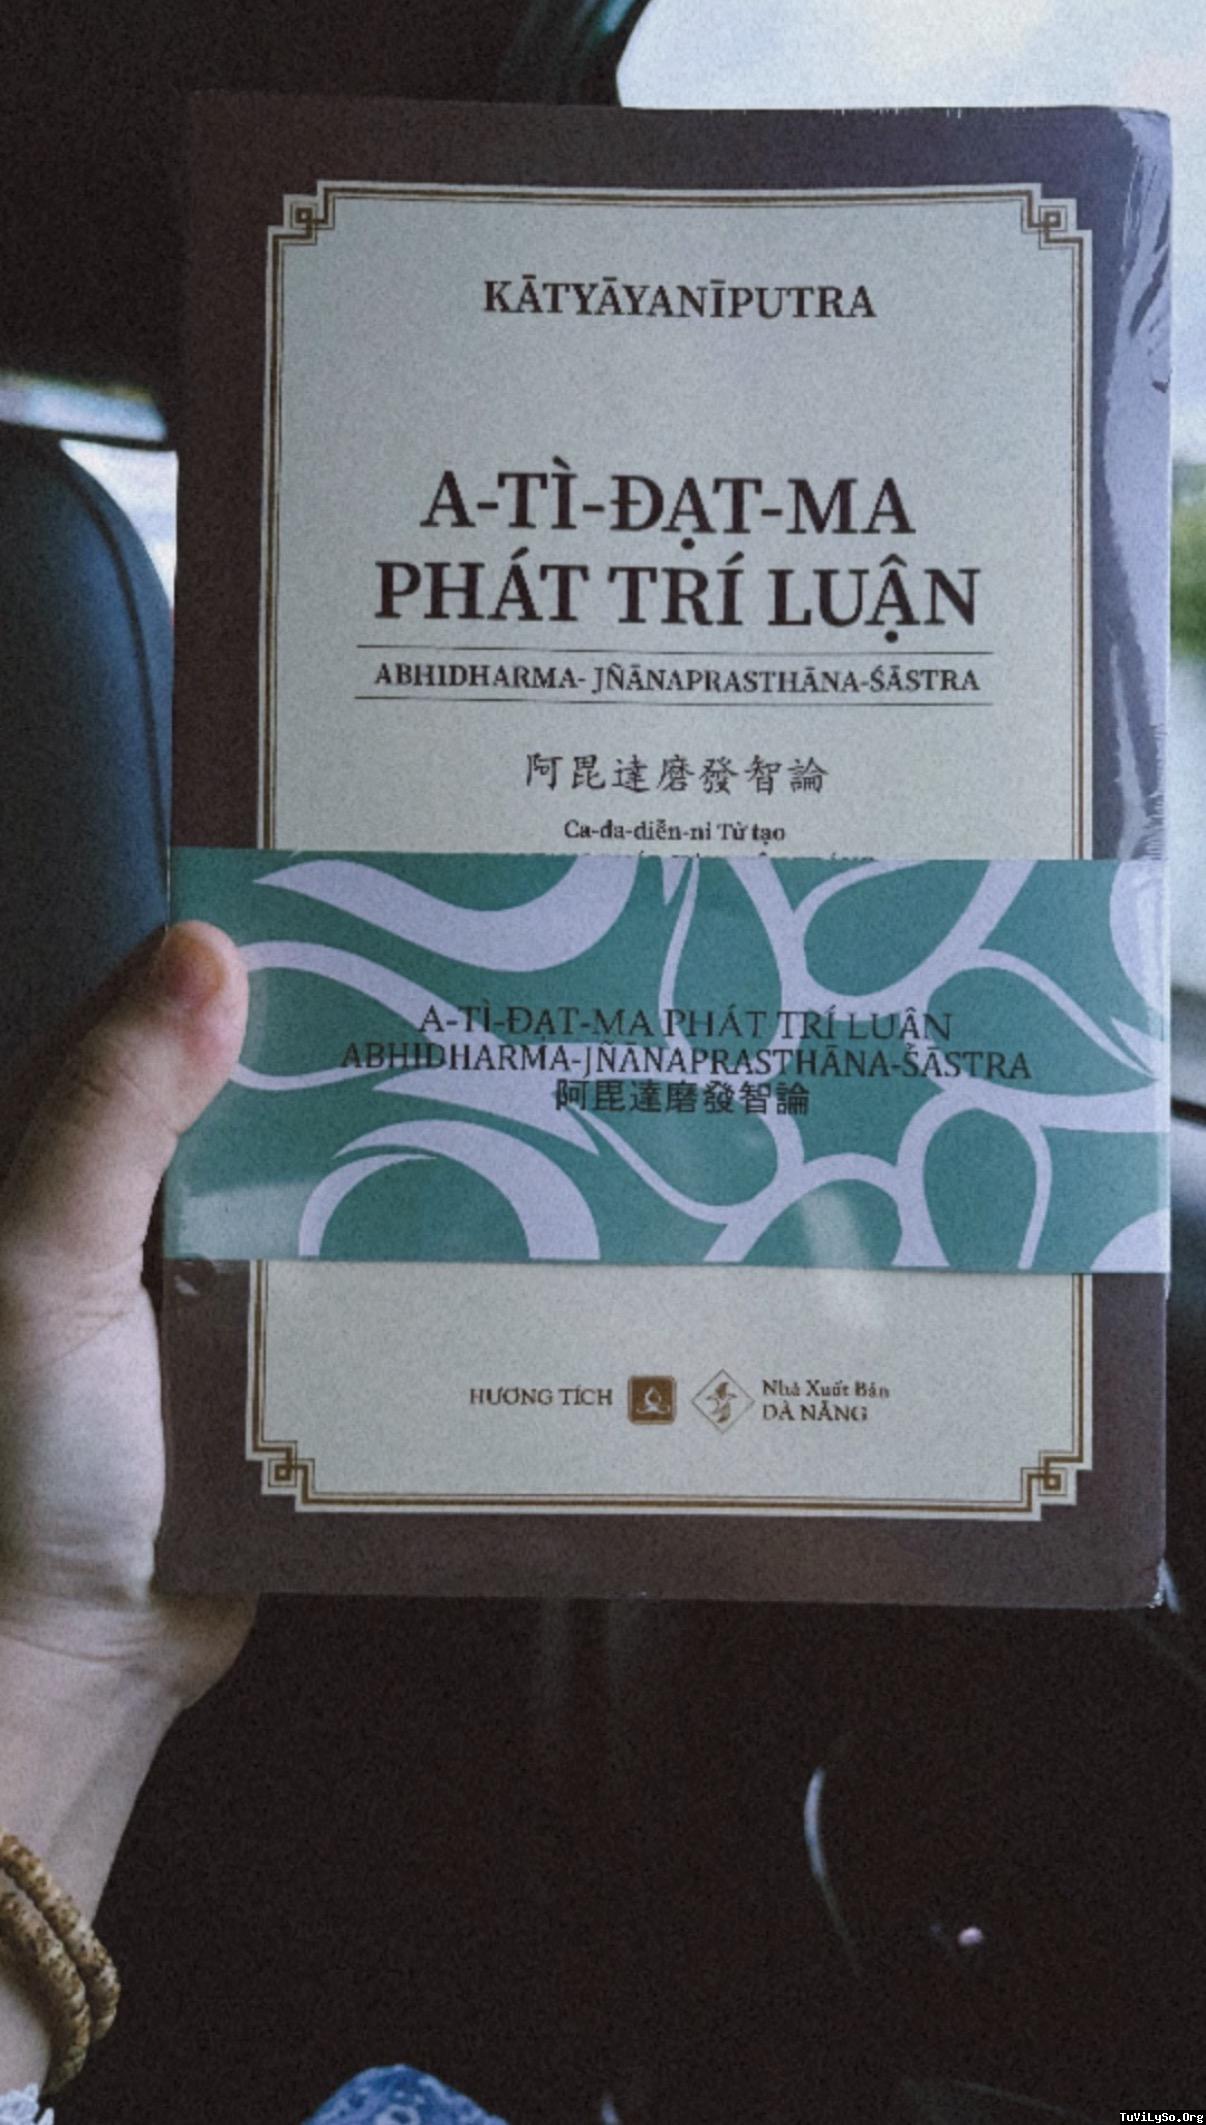 KĀTYĀYANĪPUTRA
A-TÌ-ĐẠT-MA
PHÁT TRÍ LUẬN
ABHIDHARMA- JÑĀNAPRASTHĀNA-ŚĀSTRA
阿毘達磨發智論
Ca-đa-diễn-ni Tử tạo
A-TÌ-ĐẠT-MA PHÁT TRÍ LUẬN
ABHIDHARMA-JÑĀNAPRASTHĀNA-ŚĀSTRA
阿毘達磨發智論
HƯƠNG TÍCH
Nhà Xuất Bản
ĐÀ NẴNG
TuViLySo.Org